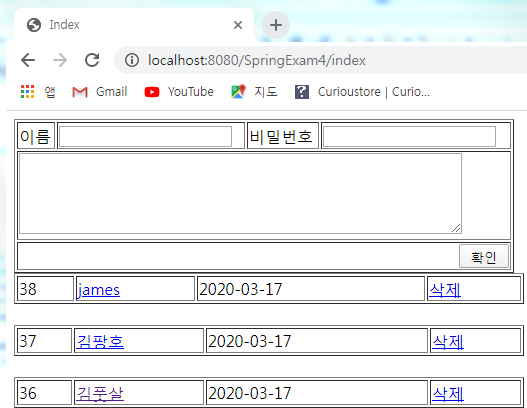 Index
localhost:8080/SpringExam4/index
앱 Gmail YouTube 지도 Curioustore | Curio...
이름 비밀번호
확인
38 james 2020-03-17 삭제
37 김팡호 2020-03-17 삭제
36 김풋살 2020-03-17 삭제